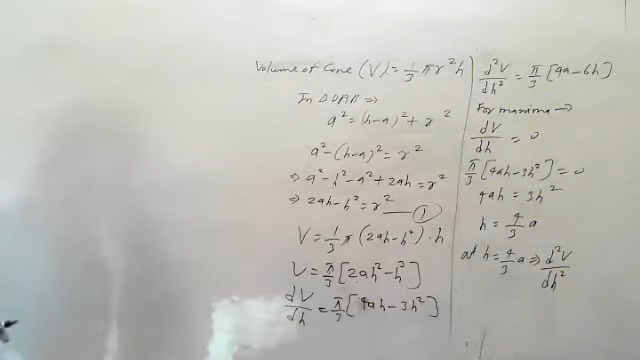 Volume of Cone (V) = 1/3 πr²h
In ΔOAB ⇒
a² = (h-a)² + r²
a² - (h-a)² = r²
⇒ a² - h² - a² + 2ah = r²
⇒ 2ah - h² = r² —— ①
V = 1/3 π (2ah - h²) · h
V = π/3 [2ah² - h³]
dV/dh = π/3 [4ah - 3h²]
d²V/dh² = π/3 [4a - 6h]
For maxima →
dV/dh = 0
π/3 [4ah - 3h²] = 0
4ah = 3h²
h = 4/3 a
at h = 4/3 a ⇒ d²V/dh²